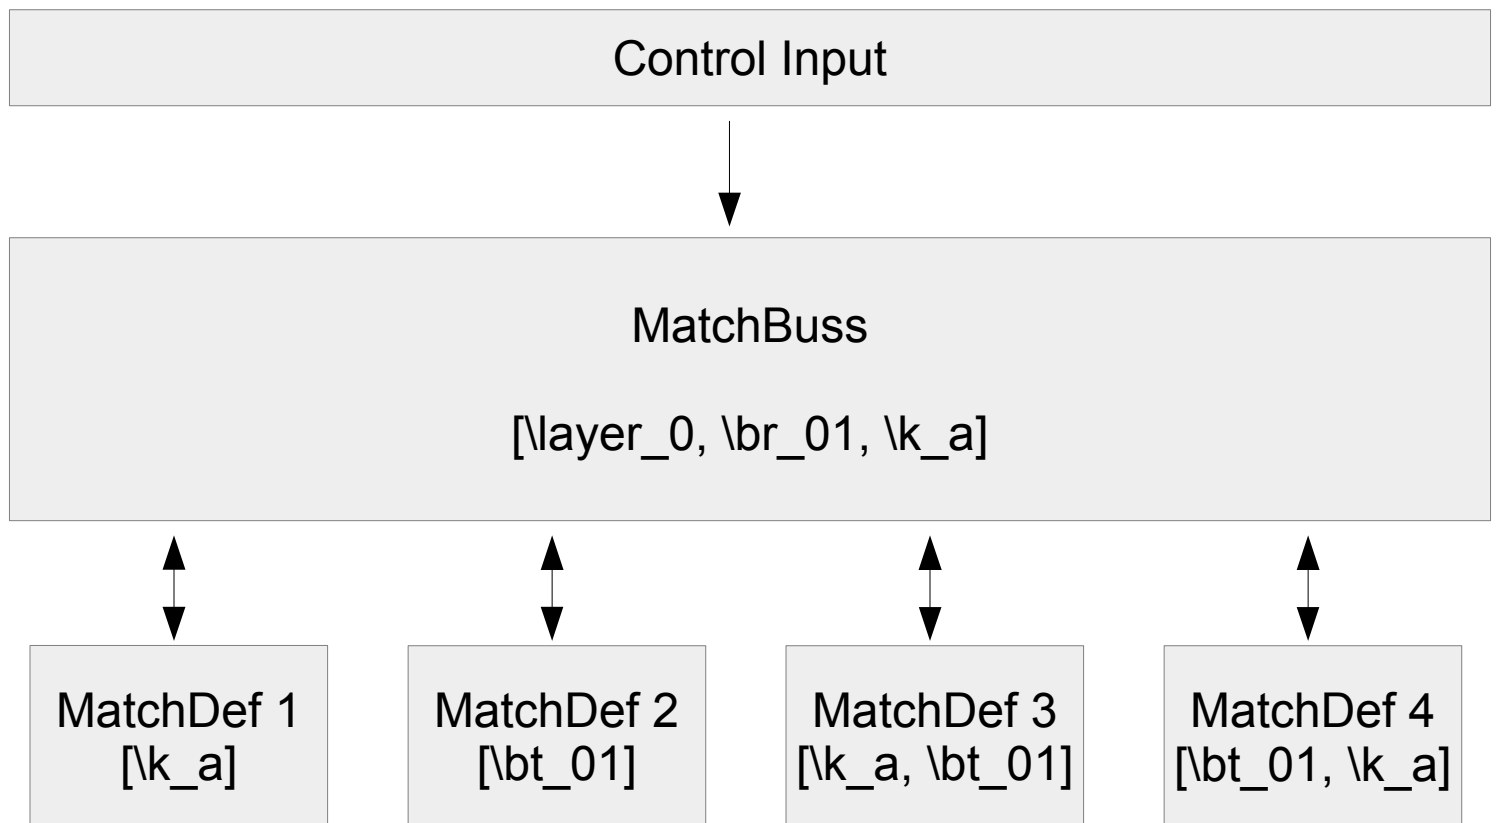 Control Input
MatchBuss
[\layer_0, \br_01, \k_a]
MatchDef 1
[\k_a]
MatchDef 2
[\bt_01]
MatchDef 3
[\k_a, \bt_01]
MatchDef 4
[\bt_01, \k_a]